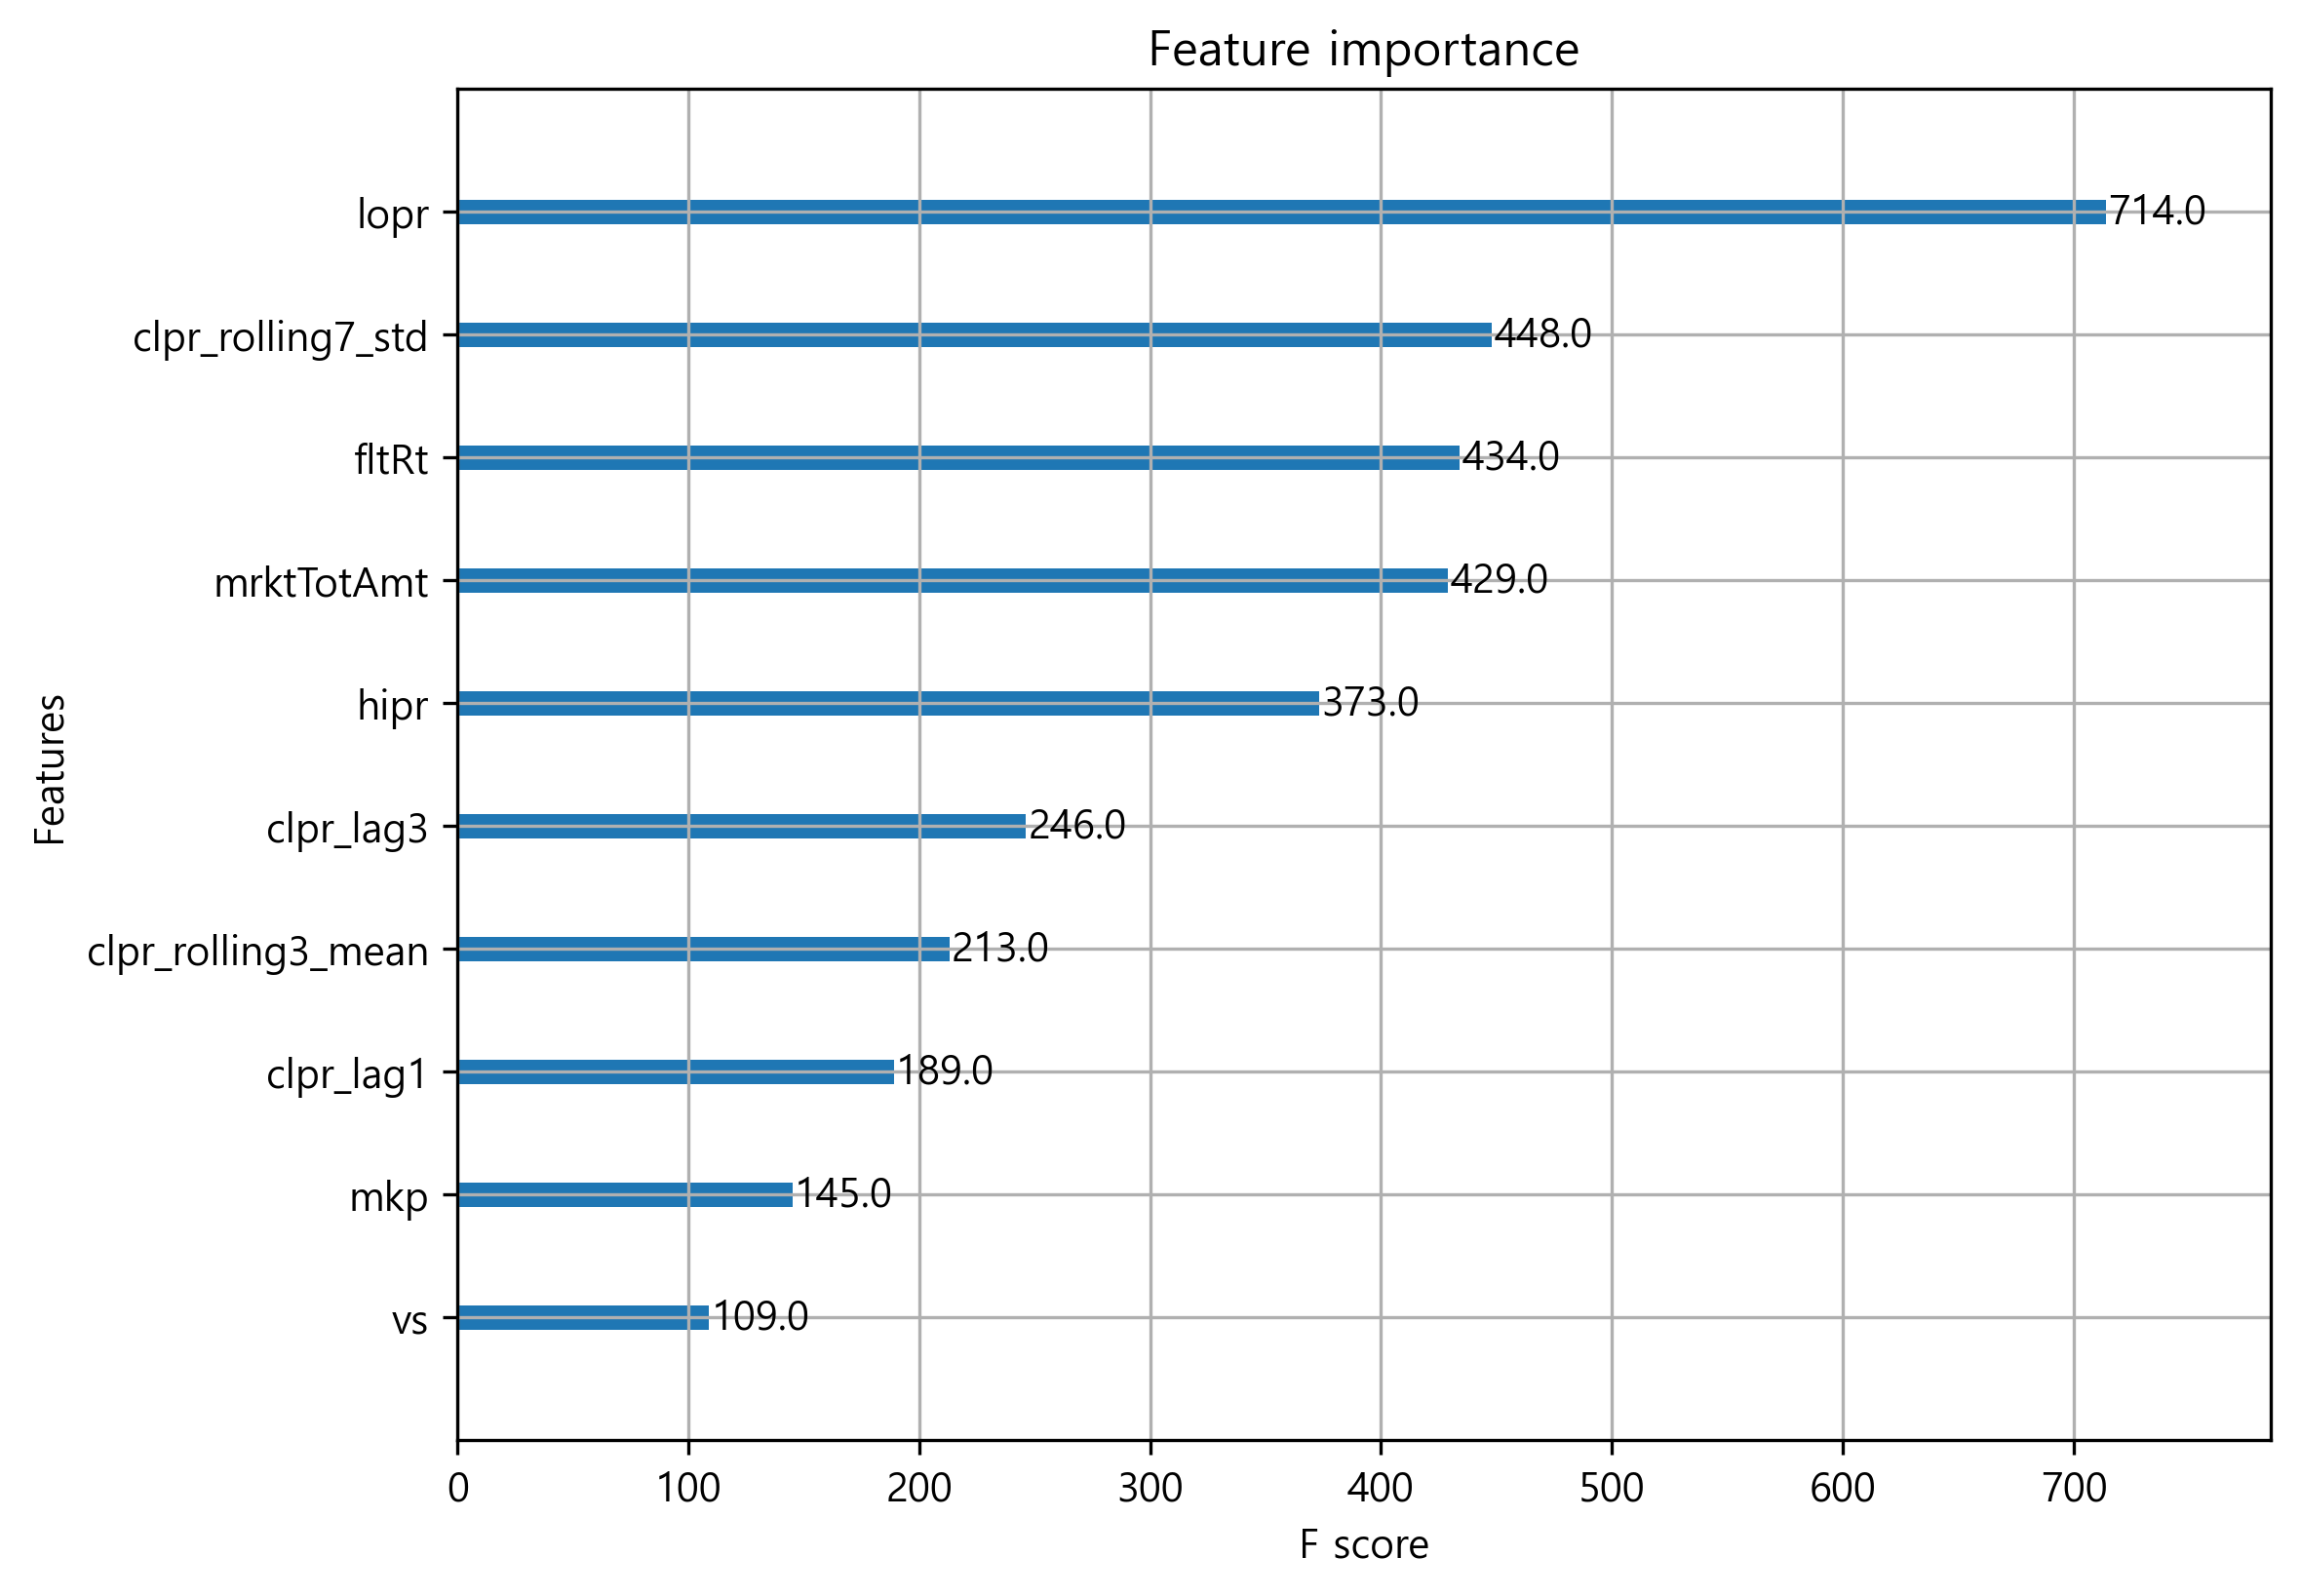 Feature importance
lopr 714.0
clpr_rolling7_std 448.0
fltRt 434.0
mrktTotAmt 429.0
hipr 373.0
clpr_lag3 246.0
clpr_rolling3_mean 213.0
clpr_lag1 189.0
mkp 145.0
vs 109.0
Features
0 100 200 300 400 500 600 700
F score